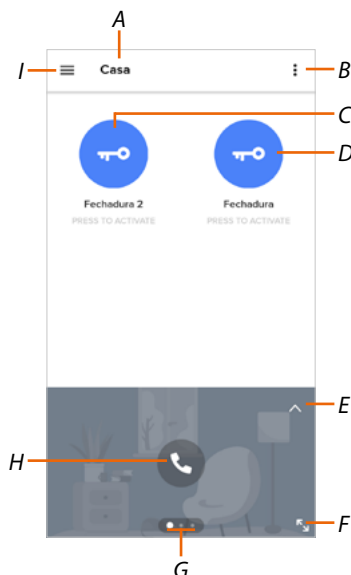 A
I
Casa
B
C
D
Fechadura 2
Fechadura
PRESS TO ACTIVATE
PRESS TO ACTIVATE
E
H
F
G